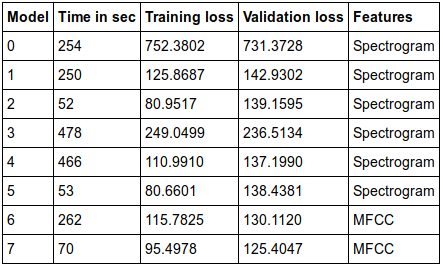 Model Time in sec Training loss Validation loss Features
0 254 752.3802 731.3728 Spectrogram
1 250 125.8687 142.9302 Spectrogram
2 52 80.9517 139.1595 Spectrogram
3 478 249.0499 236.5134 Spectrogram
4 466 110.9910 137.1990 Spectrogram
5 53 80.6601 138.4381 Spectrogram
6 262 115.7825 130.1120 MFCC
7 70 95.4978 125.4047 MFCC